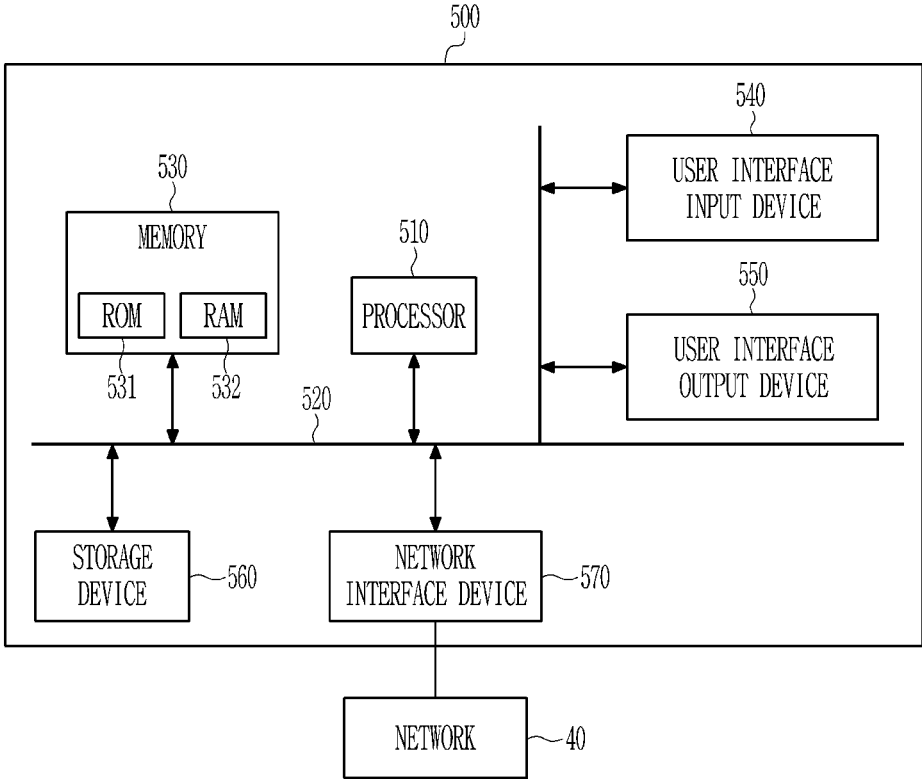 500
540
USER INTERFACE
INPUT DEVICE
530
MEMORY
ROM
RAM
531
532
510
PROCESSOR
550
USER INTERFACE
OUTPUT DEVICE
520
STORAGE
DEVICE
560
NETWORK
INTERFACE DEVICE
570
NETWORK
40